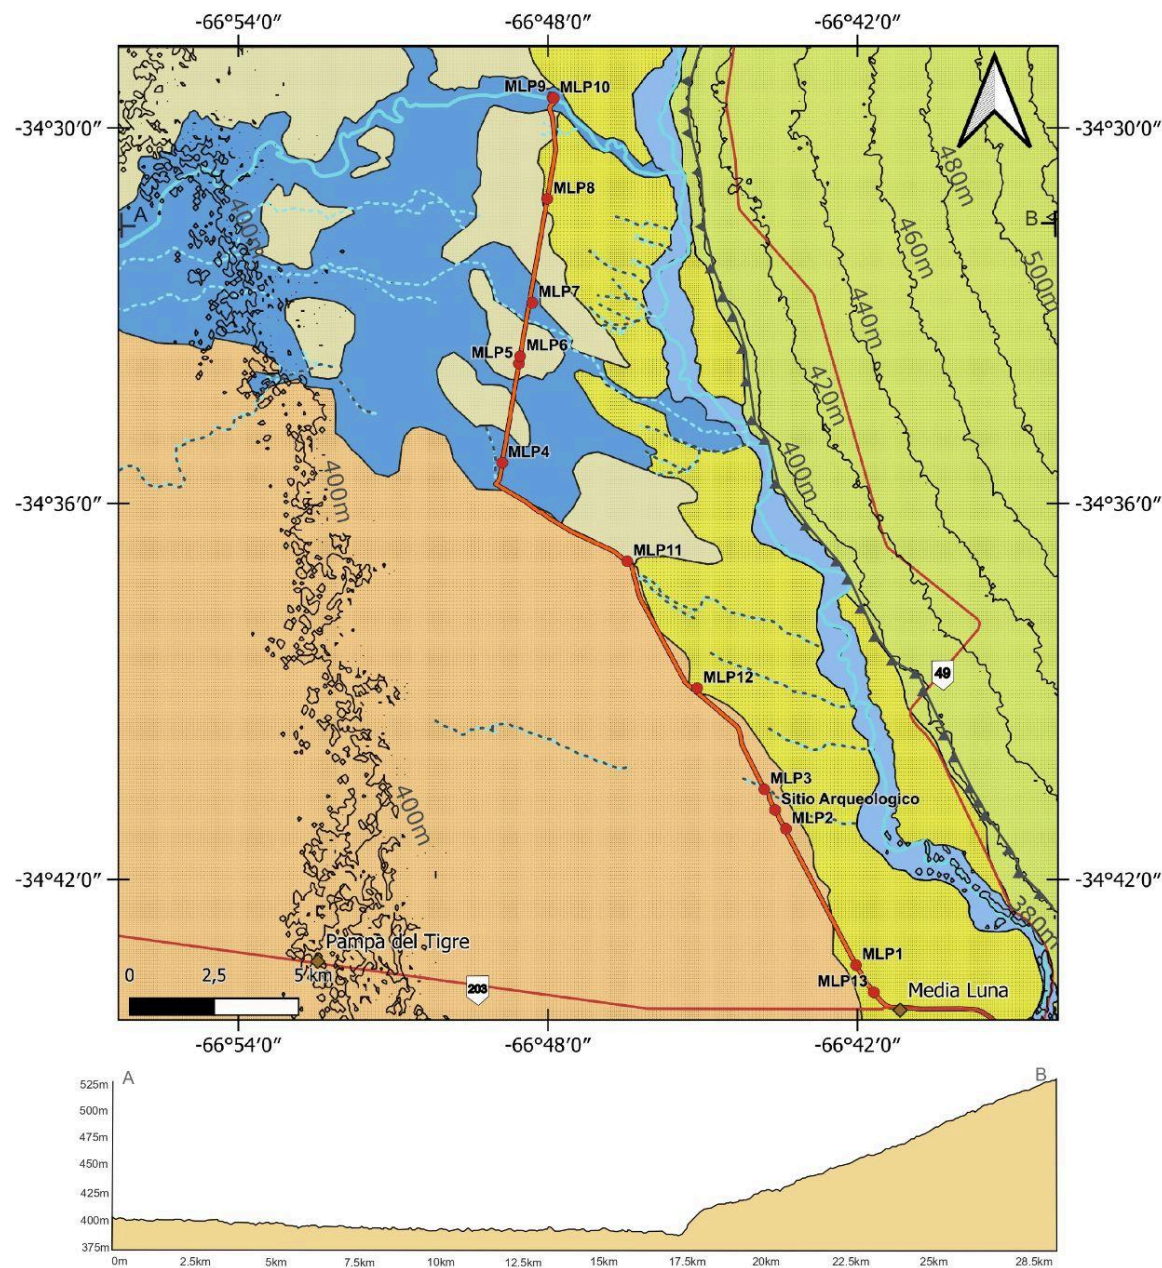 -66°54′0″ -66°48′0″ -66°42′0″
MLP9 MLP10
-34°30′0″ -34°30′0″
480m
MLP8
A 400m 460m B
500m
MLP7 440m
MLP6
MLP5
420m
MLP4
400m 400m
-34°36′0″ -34°36′0″
MLP11
49
MLP12
MLP3
400m Sitio Arqueologico
MLP2
-34°42′0″ -34°42′0″
380m
Pampa del Tigre
MLP1
0 2,5 5 km MLP13
203 Media Luna
-66°54′0″ -66°48′0″ -66°42′0″
A B
525m
500m
475m
450m
425m
400m
375m
0m 2.5km 5km 7.5km 10km 12.5km 15km 17.5km 20km 22.5km 25km 28.5km